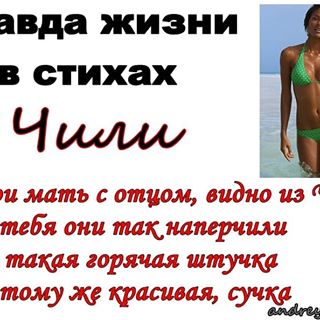 авда жизни
в стихах
Чили
ри мать с отцом, видно из Ч
тебя они так наперчили
такая горячая штучка
тому же красивая, сучка
andrey